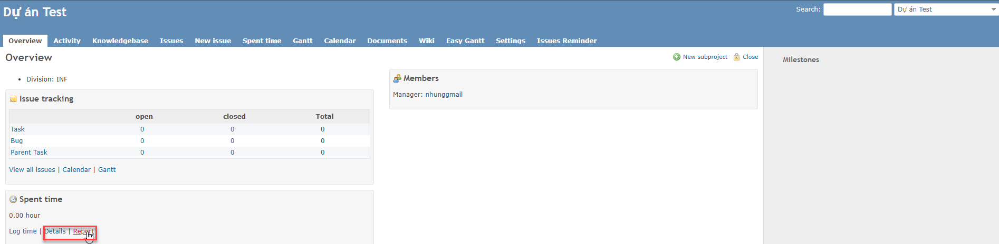 Dự án Test
Search:
Dự án Test
Overview Activity Knowledgebase Issues New issue Spent time Gantt Calendar Documents Wiki Easy Gantt Settings Issues Reminder
Overview
New subproject Close
Milestones
Division: INF
Members
Manager: nhunggmail
Issue tracking
open closed Total
Task 0 0 0
Bug 0 0 0
Parent Task 0 0 0
View all issues | Calendar | Gantt
Spent time
0.00 hour
Log time | Details | Report